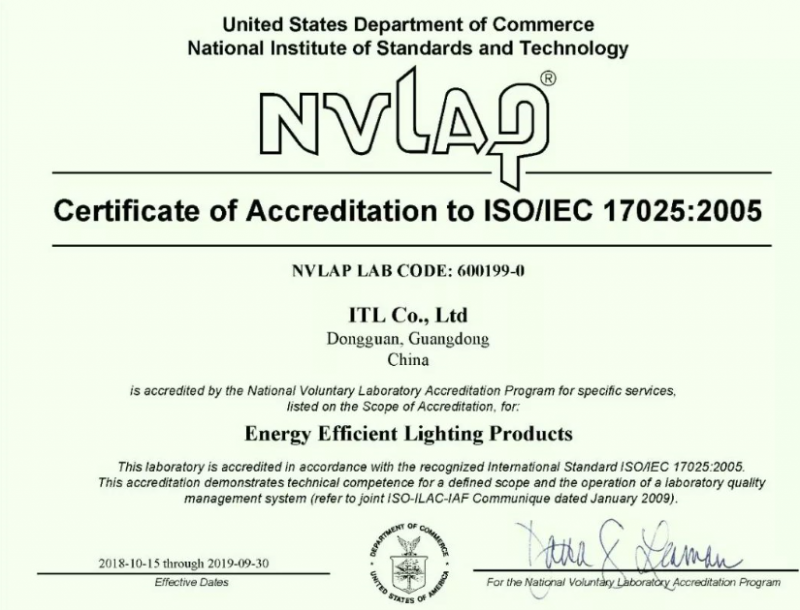 United States Department of Commerce
National Institute of Standards and Technology
NVLAP®
Certificate of Accreditation to ISO/IEC 17025:2005
NVLAP LAB CODE: 600199-0
ITL Co., Ltd
Dongguan, Guangdong
China
is accredited by the National Voluntary Laboratory Accreditation Program for specific services,
listed on the Scope of Accreditation, for:
Energy Efficient Lighting Products
This laboratory is accredited in accordance with the recognized International Standard ISO/IEC 17025:2005.
This accreditation demonstrates technical competence for a defined scope and the operation of a laboratory quality
management system (refer to joint ISO-ILAC-IAF Communique dated January 2009).
2018-10-15 through 2019-09-30
Effective Dates
DEPARTMENT OF COMMERCE
UNITED STATES OF AMERICA
For the National Voluntary Laboratory Accreditation Program